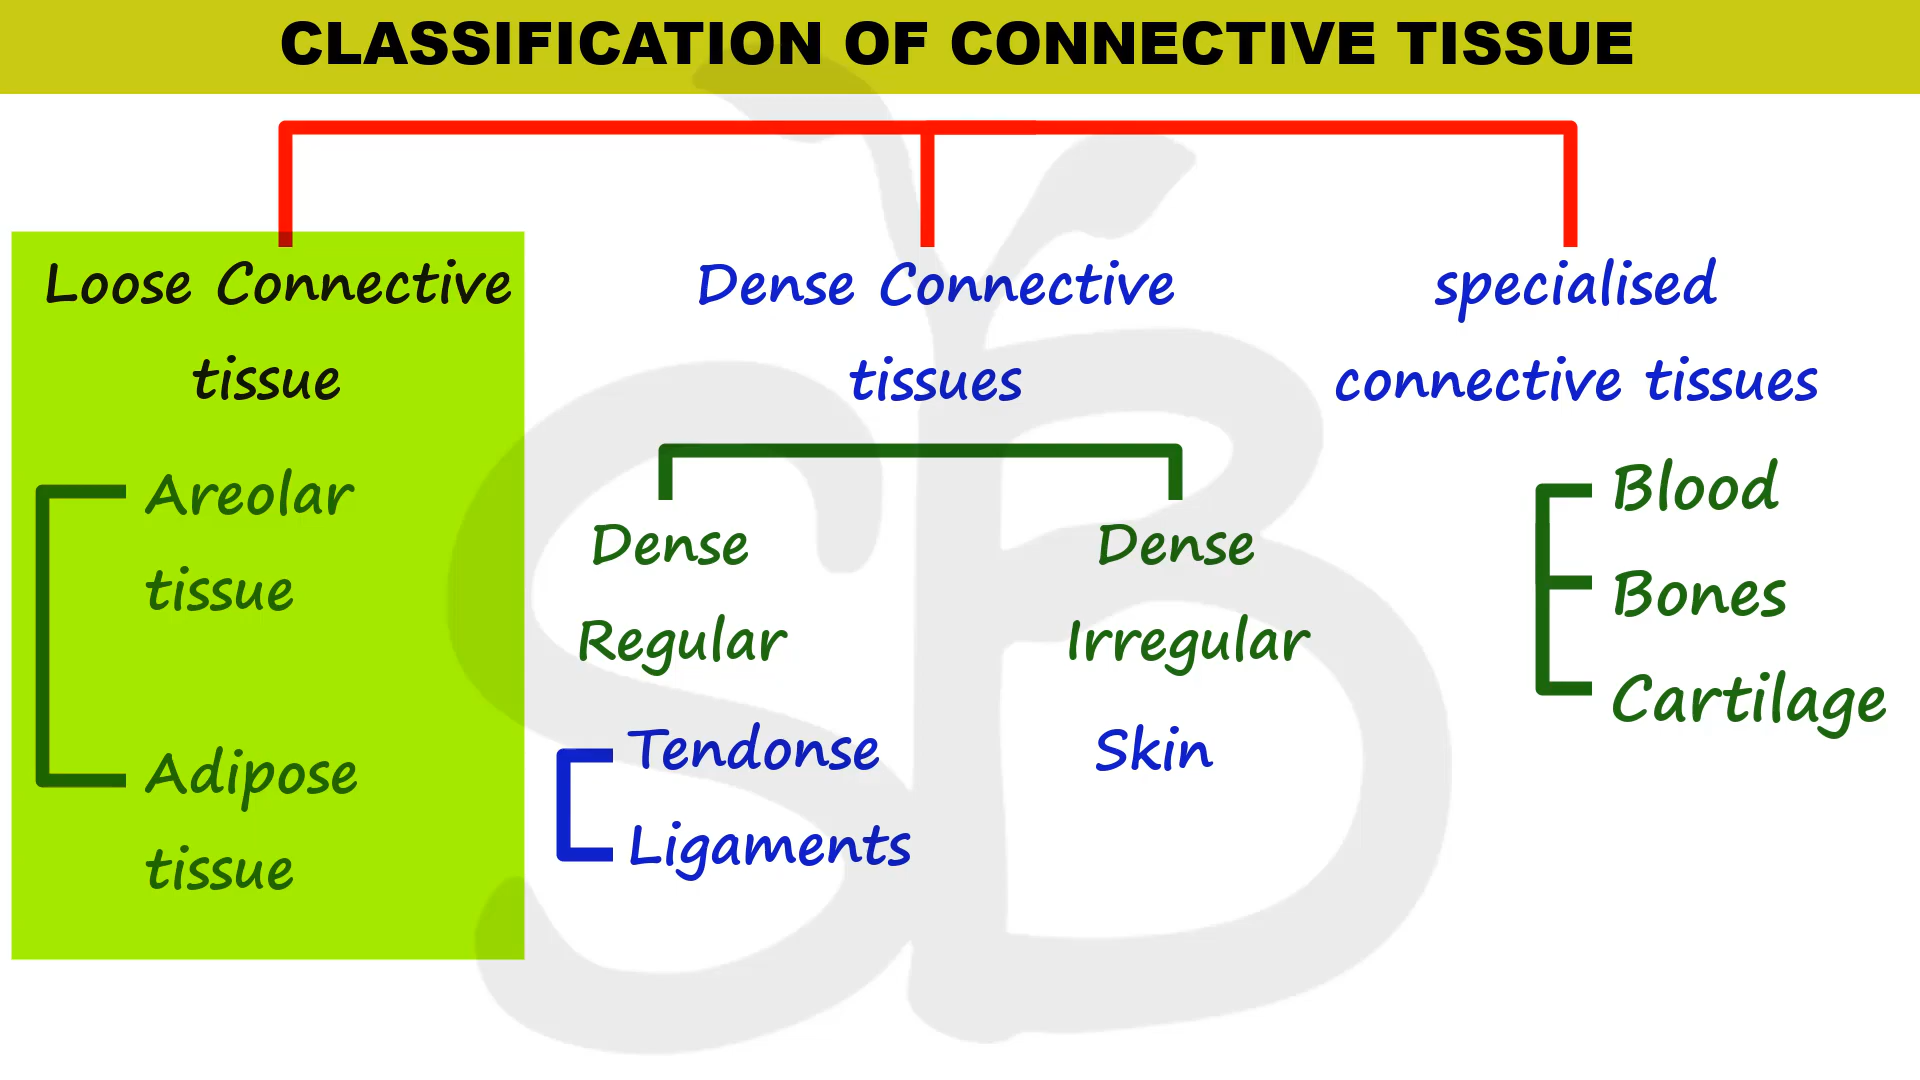 CLASSIFICATION OF CONNECTIVE TISSUE
Loose Connective
tissue
Areolar
tissue
Adipose
tissue
Dense Connective
tissues
Dense
Regular
Tendonse
Ligaments
Dense
Irregular
Skin
specialised
connective tissues
Blood
Bones
Cartilage
SB